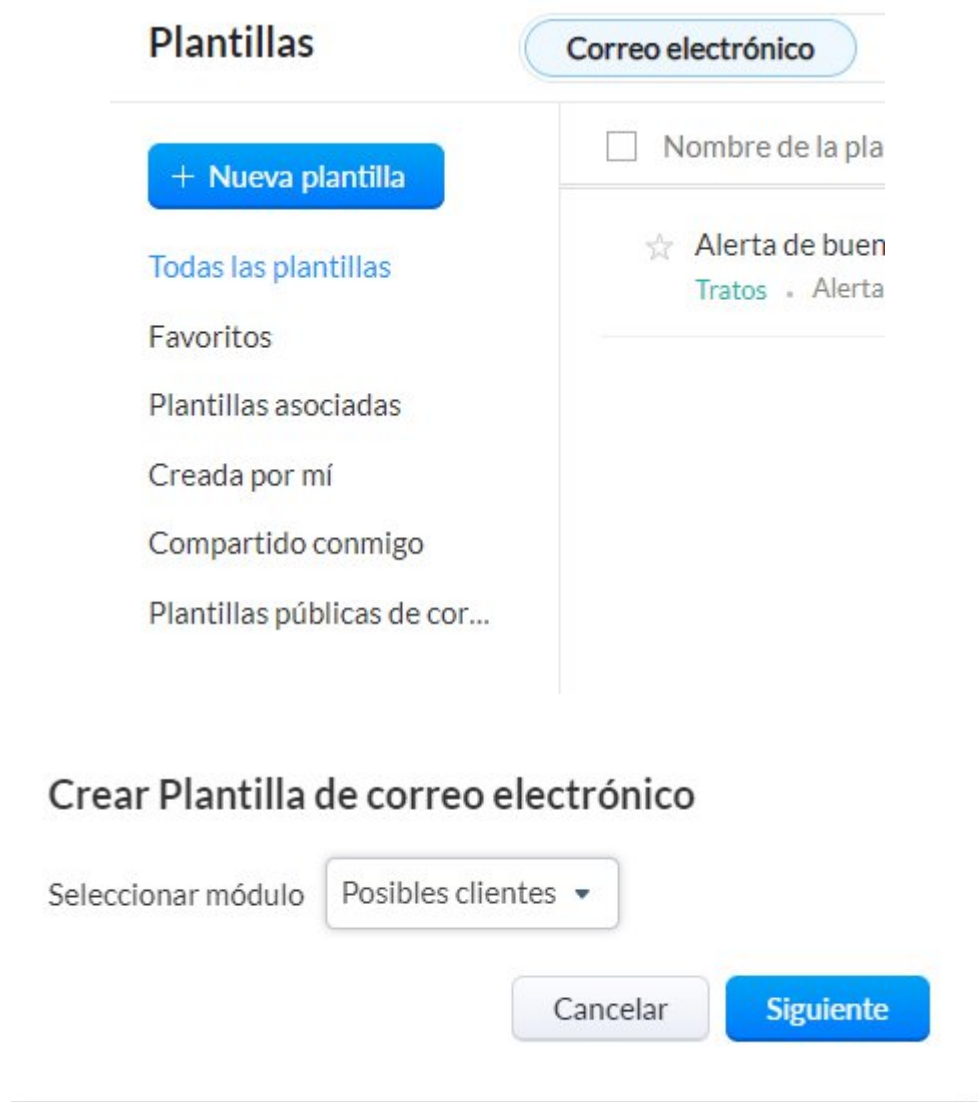 Plantillas
Correo electrónico
+ Nueva plantilla
Nombre de la pla
Todas las plantillas
Alerta de buen
Tratos . Alerta
Favoritos
Plantillas asociadas
Creada por mí
Compartido conmigo
Plantillas públicas de cor...
Crear Plantilla de correo electrónico
Seleccionar módulo
Posibles clientes
Cancelar
Siguiente